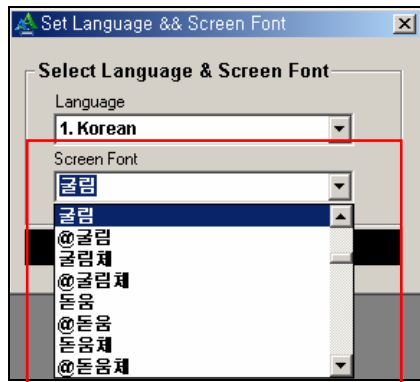 Set Language && Screen Font
Select Language & Screen Font
Language
1. Korean
Screen Font
굴림
굴림
@굴림
굴림체
@굴림체
돋움
@돋움
돋움체
@돋움체